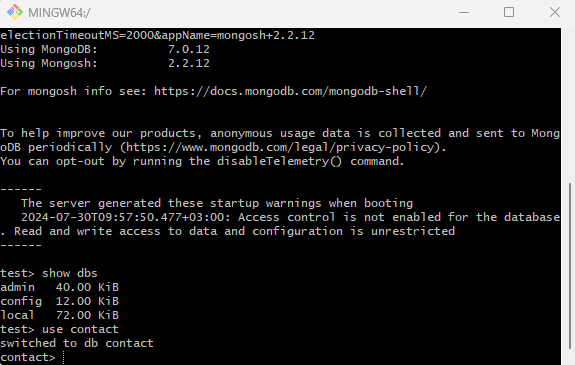 MINGW64:/
electionTimeoutMS=2000&appName=mongosh+2.2.12
Using MongoDB:          7.0.12
Using Mongosh:          2.2.12
For mongosh info see: https://docs.mongodb.com/mongodb-shell/
To help improve our products, anonymous usage data is collected and sent to Mong
oDB periodically (https://www.mongodb.com/legal/privacy-policy).
You can opt-out by running the disableTelemetry() command.
------
   The server generated these startup warnings when booting
   2024-07-30T09:57:50.477+03:00: Access control is not enabled for the database
. Read and write access to data and configuration is unrestricted
------
test> show dbs
admin   40.00 KiB
config  12.00 KiB
local   72.00 KiB
test> use contact
switched to db contact
contact>